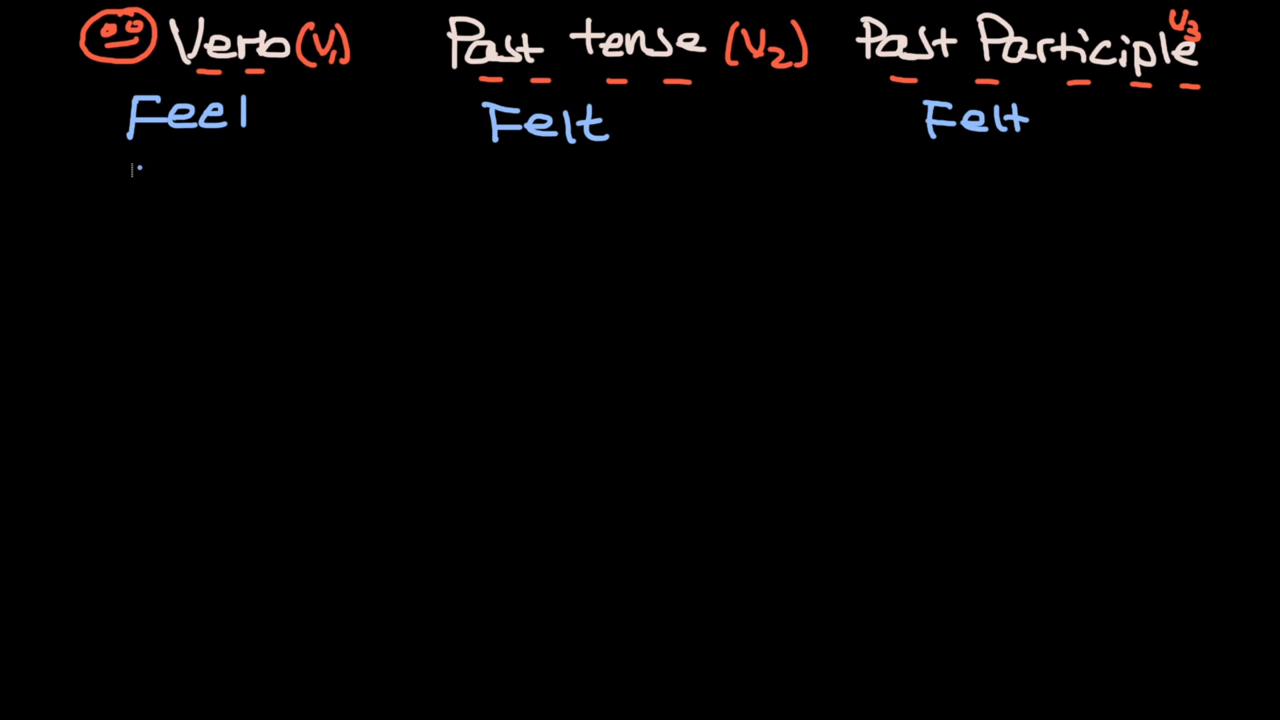 Verb (V1) Past tense (V2) Past Participle V3
Feel Felt Felt